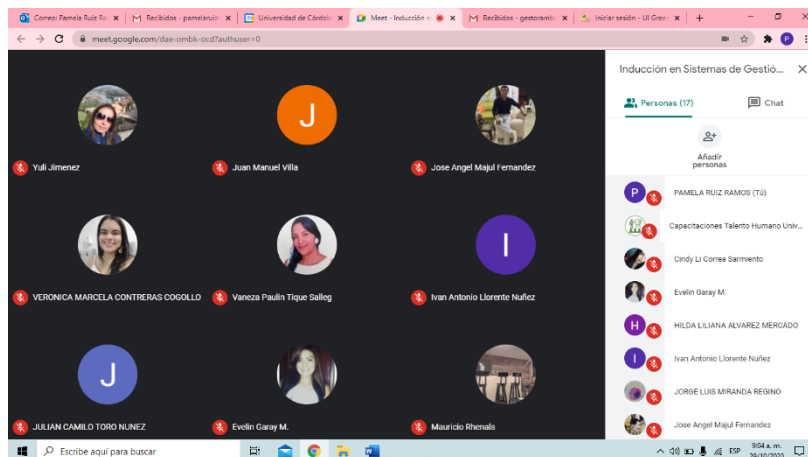 Correo: Pamela Ruiz Ra
Recibidos - pamelaruiz
Universidad de Córdob
Meet - Inducción e
Recibidos - gestoramb
Iniciar sesión - UI Green
meet.google.com/dae-ombk-ocd?authuser=0
P
Inducción en Sistemas de Gestió...
Personas (17)
Chat
Añadir
personas
J
Yuli Jimenez
Juan Manuel Villa
Jose Angel Majul Fernandez
I
VERONICA MARCELA CONTRERAS COGOLLO
Vaneza Paulin Tique Salleg
Ivan Antonio Llorente Nuñez
J
JULIAN CAMILO TORO NUNEZ
Evelin Garay M.
Mauricio Rhenals
P
PAMELA RUIZ RAMOS (Tú)
Capacitaciones Talento Humano Univ...
Cindy Li Correa Sarmiento
Evelin Garay M.
H
HILDA LILIANA ALVAREZ MERCADO
I
Ivan Antonio Llorente Nuñez
JORGE LUIS MIRANDA REGINO
Jose Angel Majul Fernandez
Escribe aquí para buscar
ESP
9:04 a. m.
29/10/2020